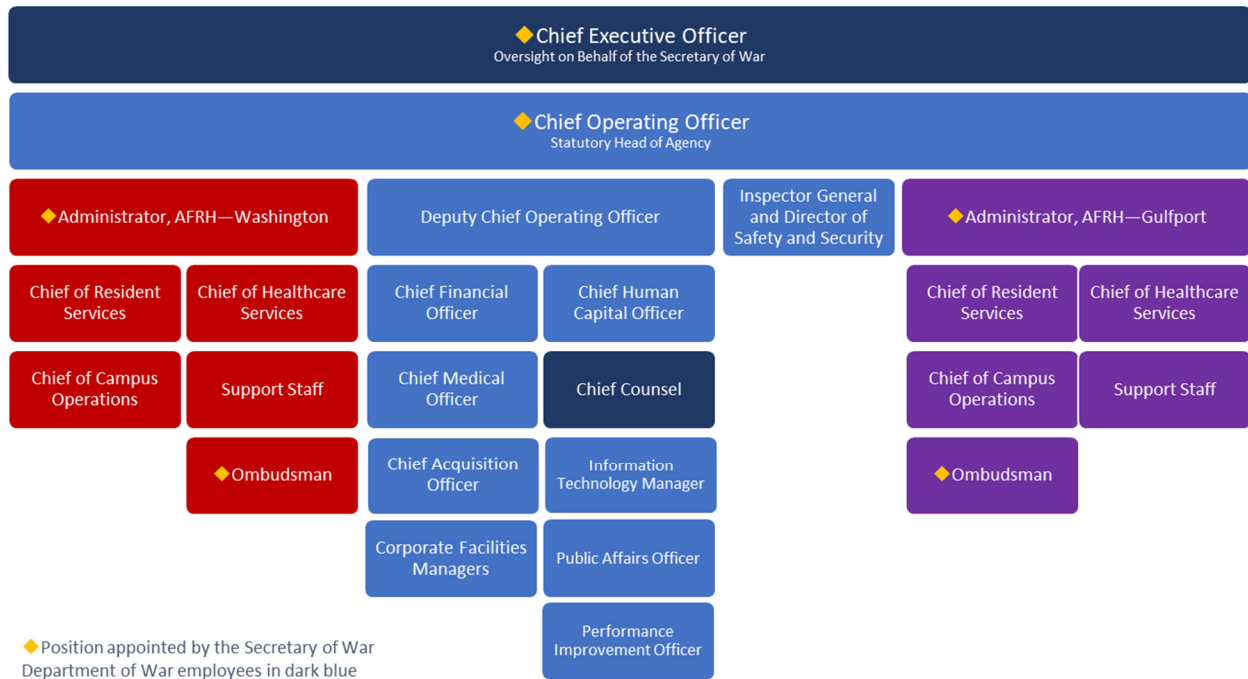 ◆Chief Executive Officer
Oversight on Behalf of the Secretary of War
◆Chief Operating Officer
Statutory Head of Agency
◆Administrator, AFRH—Washington
Deputy Chief Operating Officer
Inspector General
and Director of
Safety and Security
◆Administrator, AFRH—Gulfport
Chief of Resident
Services
Chief of Healthcare
Services
Chief Financial
Officer
Chief Human
Capital Officer
Chief of Resident
Services
Chief of Healthcare
Services
Chief of Campus
Operations
Support Staff
Chief Medical
Officer
Chief Counsel
Chief of Campus
Operations
Support Staff
◆Ombudsman
Chief Acquisition
Officer
Information
Technology Manager
◆Ombudsman
Corporate Facilities
Managers
Public Affairs Officer
Performance
Improvement Officer
◆Position appointed by the Secretary of War
Department of War employees in dark blue